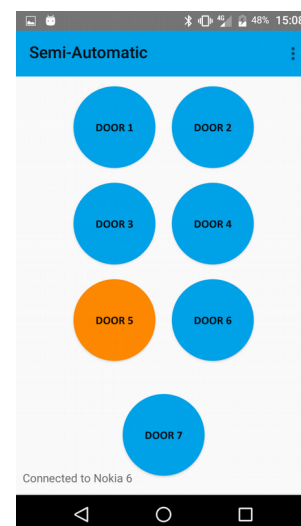 48% 15:08
Semi-Automatic
DOOR 1 DOOR 2
DOOR 3 DOOR 4
DOOR 5 DOOR 6
DOOR 7
Connected to Nokia 6